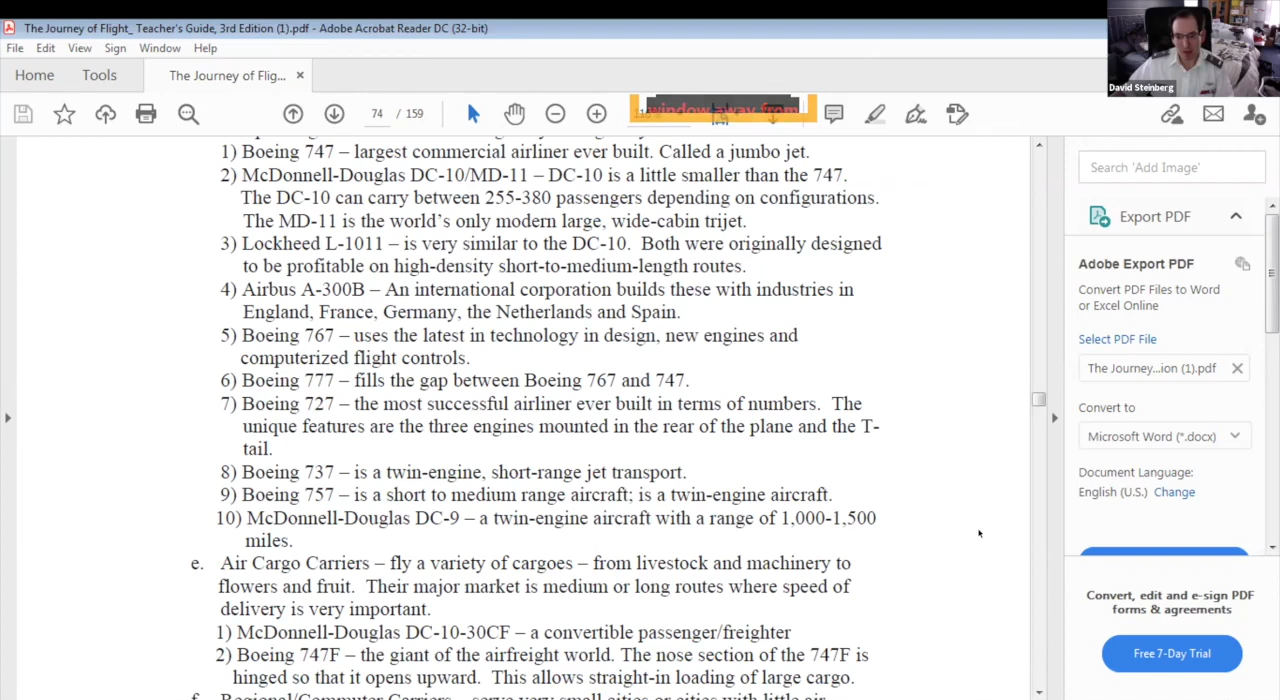 The Journey of Flight_ Teacher's Guide, 3rd Edition (1).pdf - Adobe Acrobat Reader DC (32-bit)
File Edit View Sign Window Help
Home Tools The Journey of Flig... ×
74 / 159
window away from
David Steinberg
1) Boeing 747 – largest commercial airliner ever built. Called a jumbo jet.
2) McDonnell-Douglas DC-10/MD-11 – DC-10 is a little smaller than the 747.
The DC-10 can carry between 255-380 passengers depending on configurations.
The MD-11 is the world's only modern large, wide-cabin trijet.
3) Lockheed L-1011 – is very similar to the DC-10. Both were originally designed
to be profitable on high-density short-to-medium-length routes.
4) Airbus A-300B – An international corporation builds these with industries in
England, France, Germany, the Netherlands and Spain.
5) Boeing 767 – uses the latest in technology in design, new engines and
computerized flight controls.
6) Boeing 777 – fills the gap between Boeing 767 and 747.
7) Boeing 727 – the most successful airliner ever built in terms of numbers. The
unique features are the three engines mounted in the rear of the plane and the T-
tail.
8) Boeing 737 – is a twin-engine, short-range jet transport.
9) Boeing 757 – is a short to medium range aircraft; is a twin-engine aircraft.
10) McDonnell-Douglas DC-9 – a twin-engine aircraft with a range of 1,000-1,500
miles.
e. Air Cargo Carriers – fly a variety of cargoes – from livestock and machinery to
flowers and fruit. Their major market is medium or long routes where speed of
delivery is very important.
1) McDonnell-Douglas DC-10-30CF – a convertible passenger/freighter
2) Boeing 747F – the giant of the airfreight world. The nose section of the 747F is
hinged so that it opens upward. This allows straight-in loading of large cargo.
f. Regional/Commuter Carriers – serve very small cities or cities with little air
Search 'Add Image'
Export PDF
Adobe Export PDF
Convert PDF Files to Word
or Excel Online
Select PDF File
The Journey...ion (1).pdf
Convert to
Microsoft Word (*.docx)
Document Language:
English (U.S.) Change
Convert, edit and e-sign PDF
forms & agreements
Free 7-Day Trial